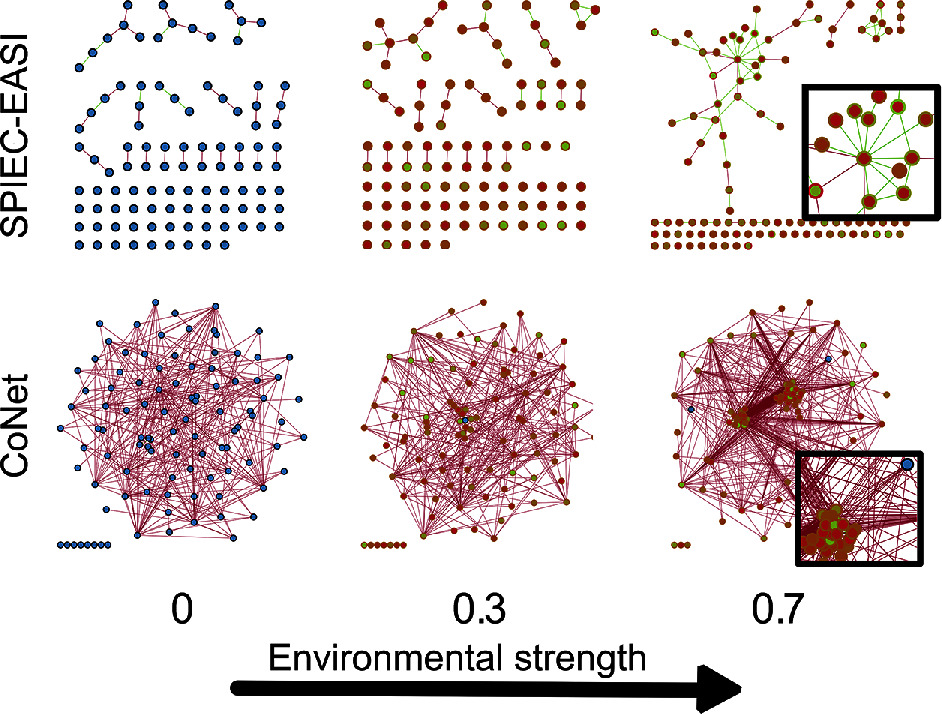 SPIEC-EASI
CoNet
0 0.3 0.7
Environmental strength